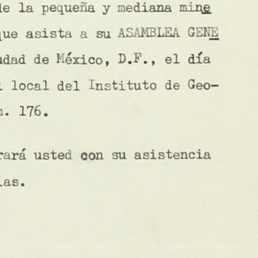 de la pequeña y mediana mine
que asista a su ASAMBLEA GENE
udad de México, D.F., el día
l local del Instituto de Geo-
m. 176.
rará usted con su asistencia
as.